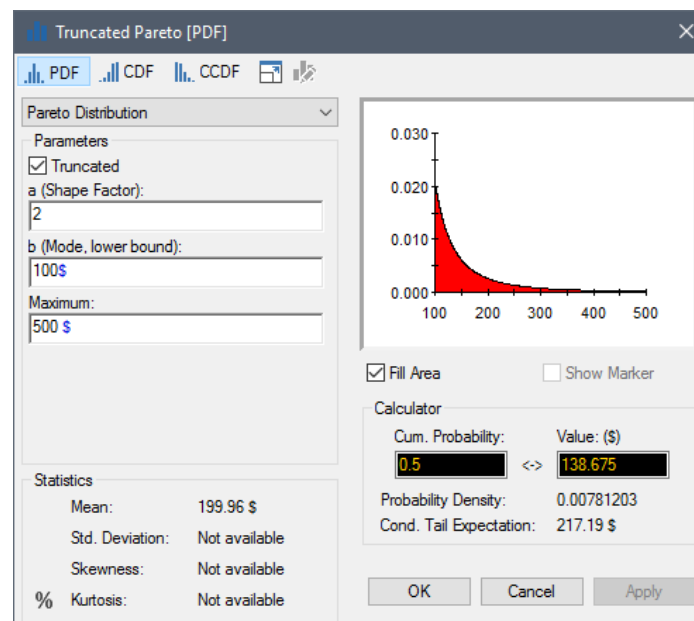 Truncated Pareto [PDF]
PDF CDF CCDF
Pareto Distribution
Parameters
Truncated
a (Shape Factor):
2
b (Mode, lower bound):
100$
Maximum:
500 $
Statistics
Mean: 199.96 $
Std. Deviation: Not available
Skewness: Not available
% Kurtosis: Not available
0.030
0.020
0.010
0.000
100 200 300 400 500
Fill Area Show Marker
Calculator
Cum. Probability: Value: ($)
0.5 <-> 138.675
Probability Density: 0.00781203
Cond. Tail Expectation: 217.19 $
OK Cancel Apply